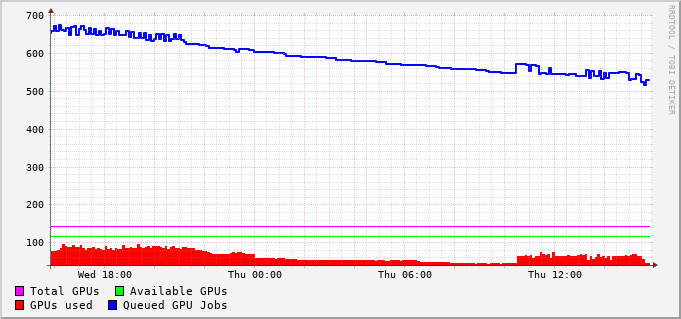 700
600
500
400
300
200
100
Wed 18:00 Thu 00:00 Thu 06:00 Thu 12:00
Total GPUs Available GPUs
GPUs used Queued GPU Jobs
RRDTOOL / TOBI OETIKER